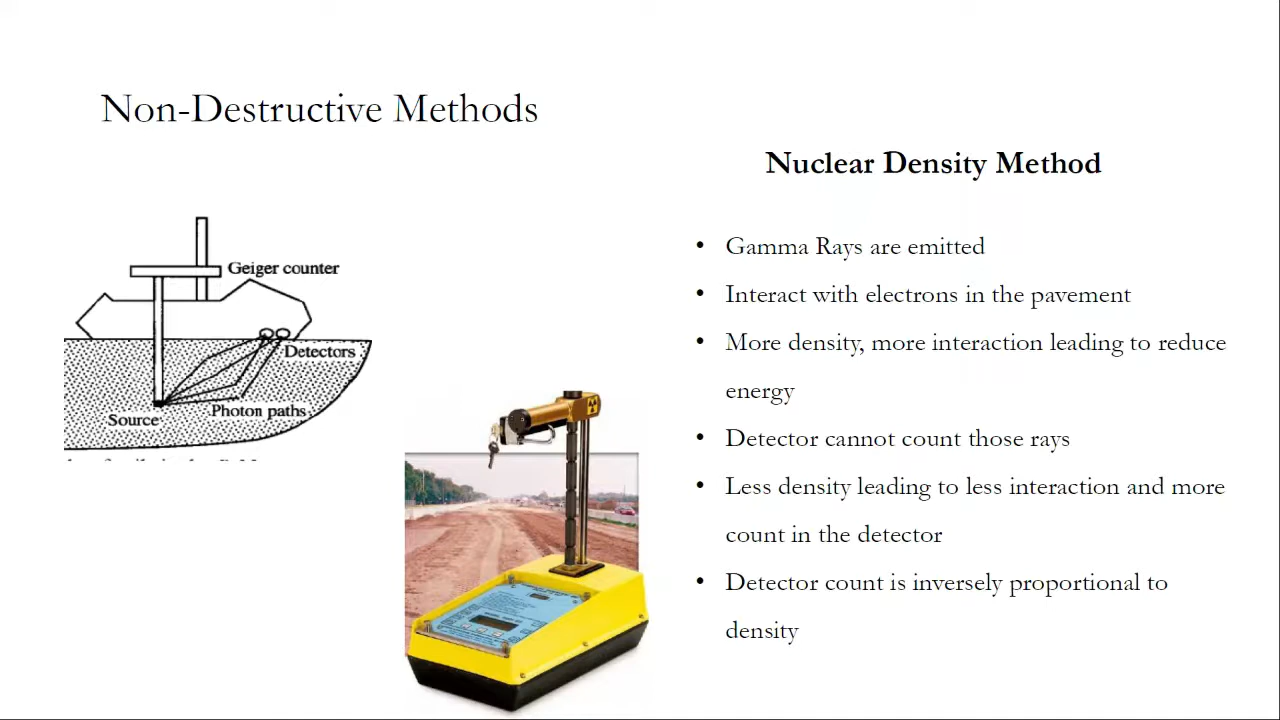 Non-Destructive Methods
Nuclear Density Method
Geiger counter
Detectors
Source
Photon paths
• Gamma Rays are emitted
• Interact with electrons in the pavement
• More density, more interaction leading to reduce
energy
• Detector cannot count those rays
• Less density leading to less interaction and more
count in the detector
• Detector count is inversely proportional to
density